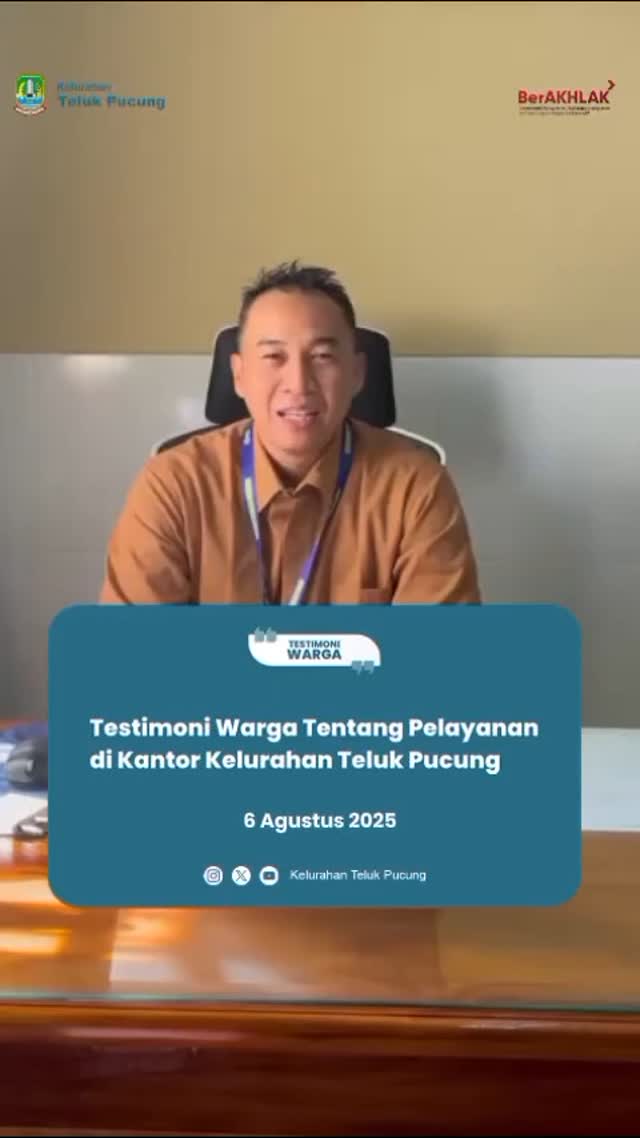 Kelurahan
Teluk Pucung
BerAKHLAK
TESTIMONI
WARGA
Testimoni Warga Tentang Pelayanan
di Kantor Kelurahan Teluk Pucung
6 Agustus 2025
Kelurahan Teluk Pucung